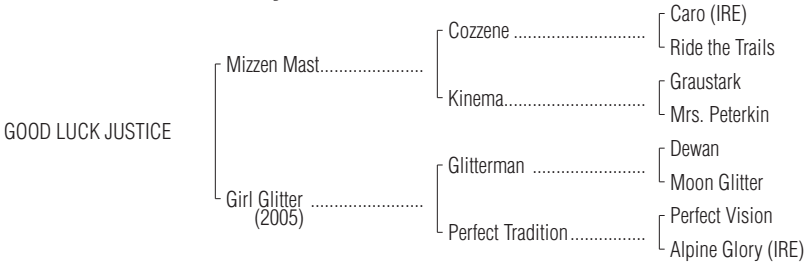 Caro (IRE)
Cozzene ............................
Ride the Trails
Mizzen Mast......................
Graustark
Kinema..............................
Mrs. Peterkin
GOOD LUCK JUSTICE
Dewan
Glitterman ........................
Moon Glitter
Girl Glitter ........................
(2005)
Perfect Vision
Perfect Tradition................
Alpine Glory (IRE)